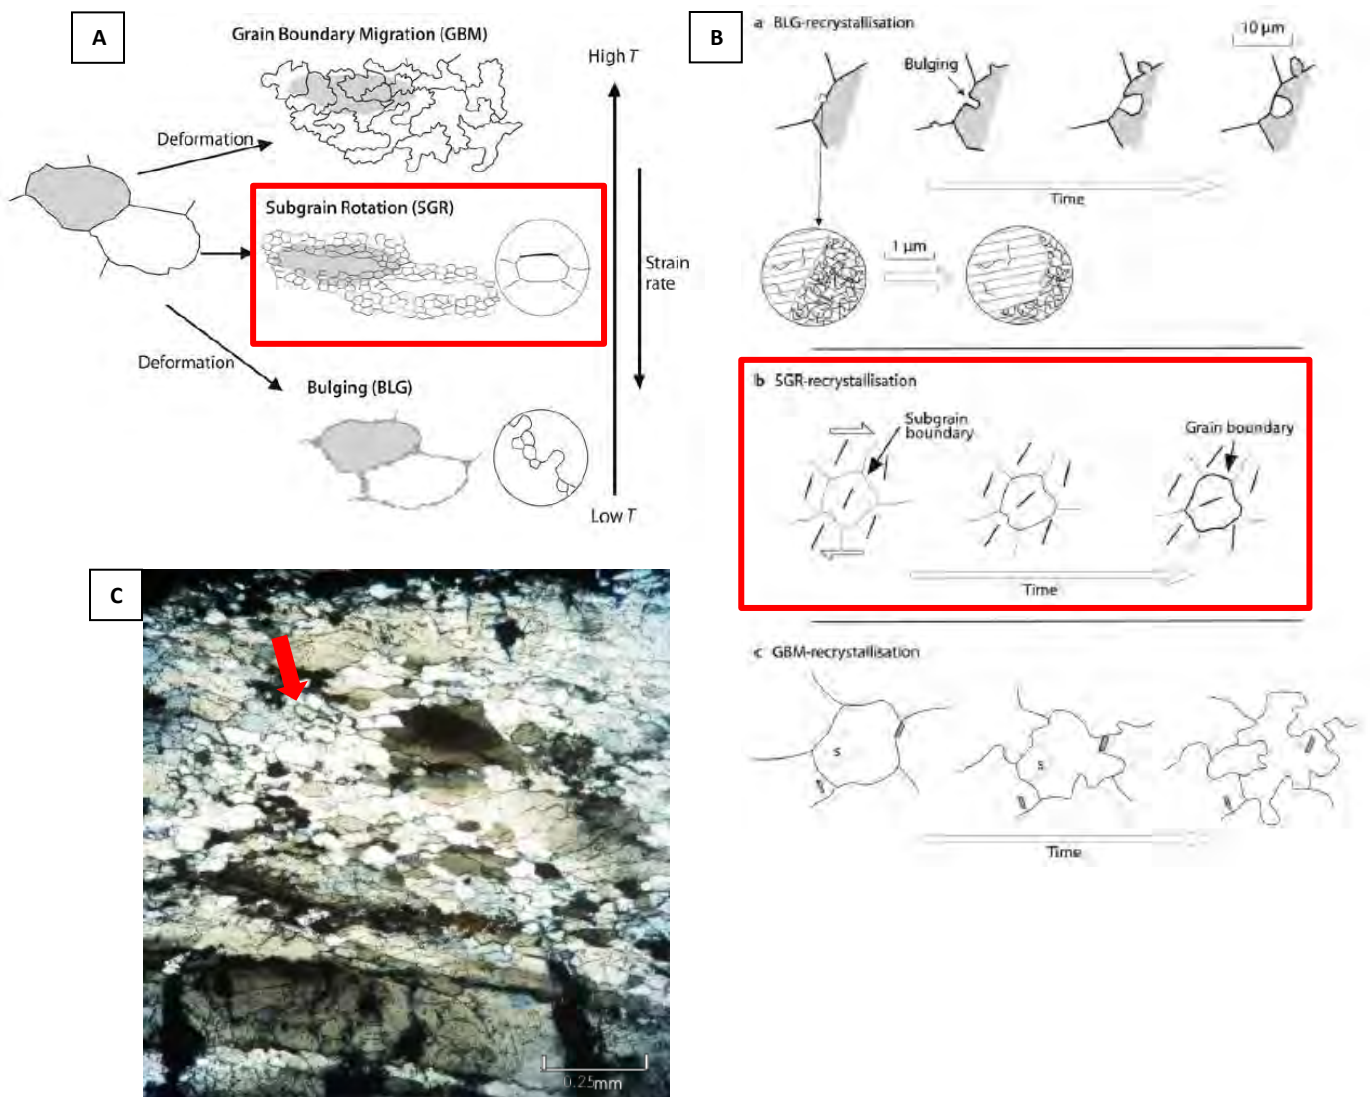 A
Grain Boundary Migration (GBM)
High T
Deformation
Subgrain Rotation (SGR)
Strain
rate
Deformation
Bulging (BLG)
Low T
B
a BLG-recrystallisation
10 µm
Bulging
Time
1 µm
b SGR-recrystallisation
Subgrain
boundary
Grain boundary
Time
c GBM-recrystallisation
s
s
Time
C
0.25mm